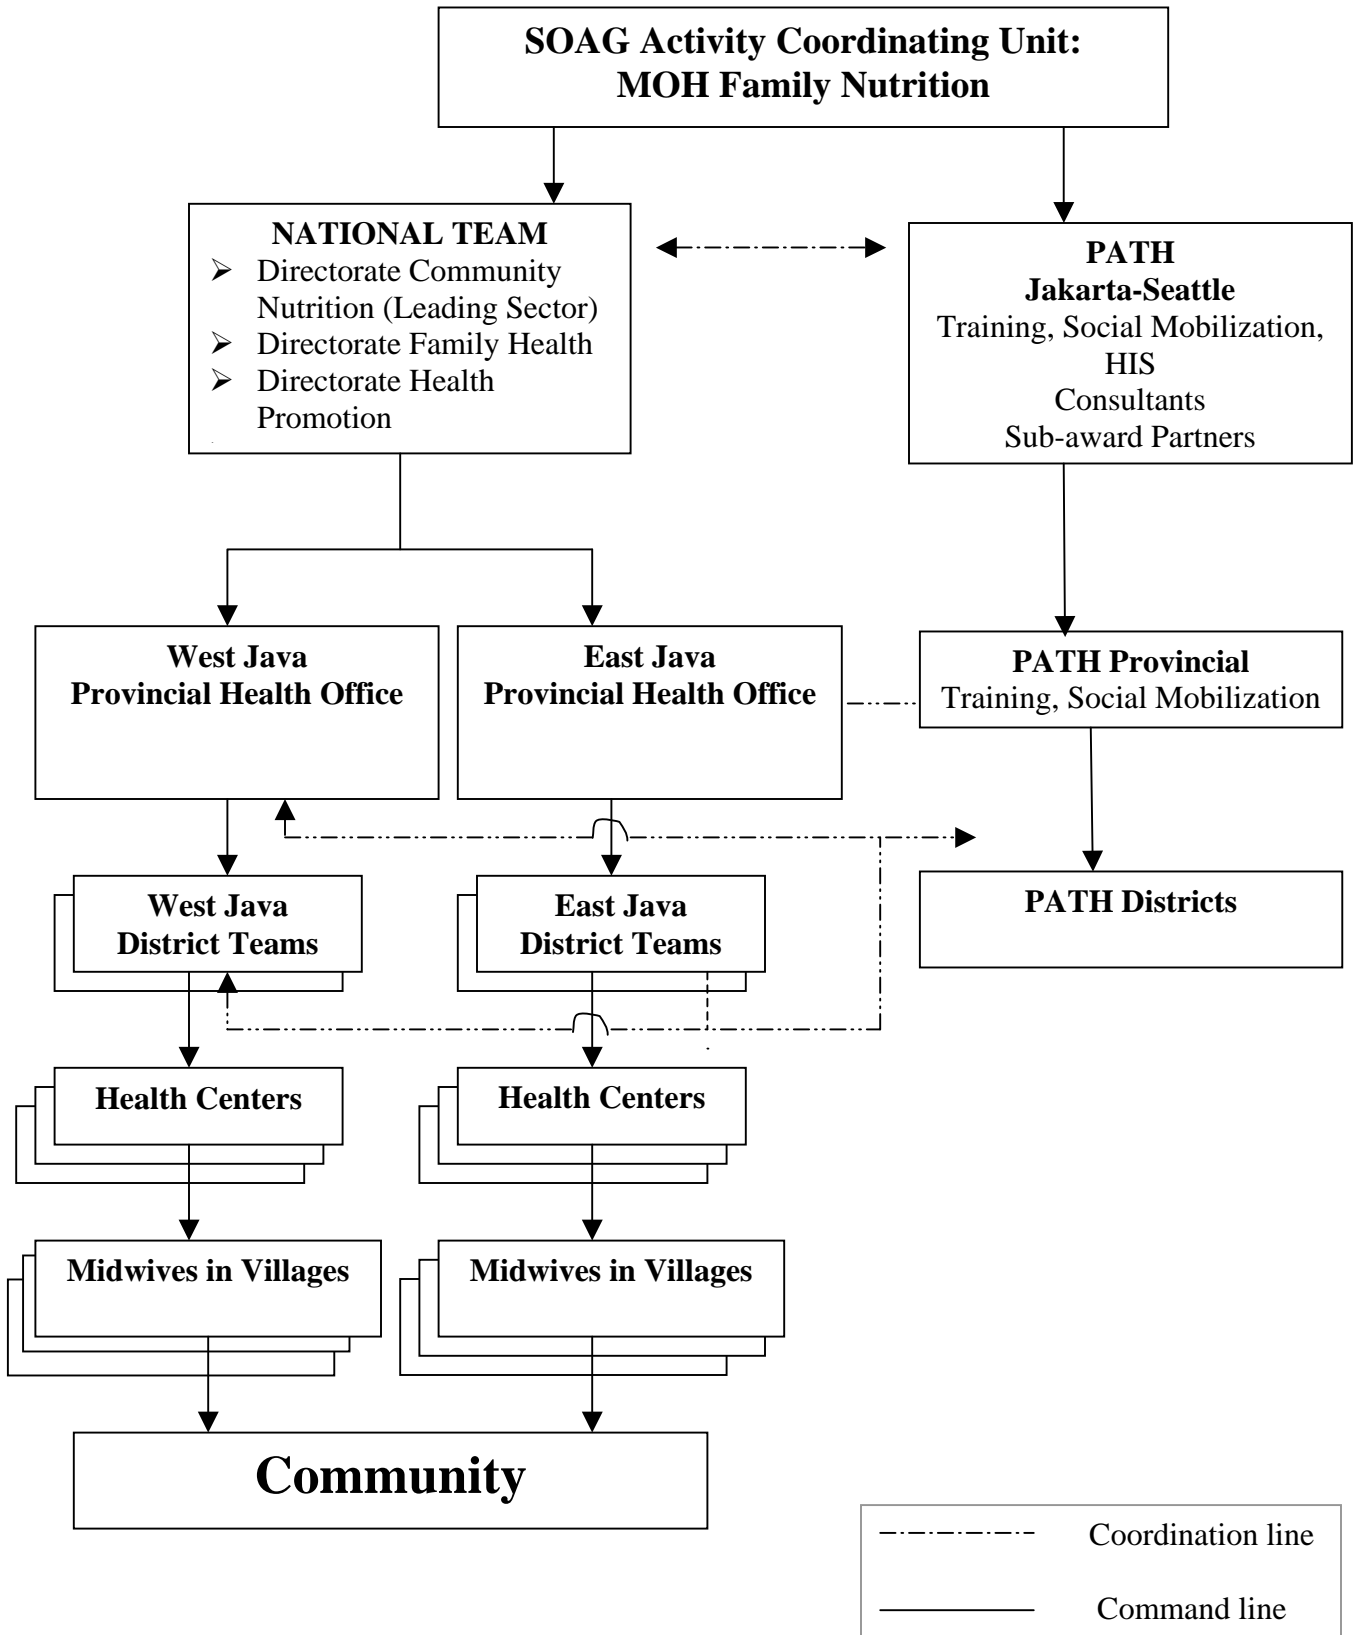 SOAG Activity Coordinating Unit:
MOH Family Nutrition
NATIONAL TEAM
➢ Directorate Community
Nutrition (Leading Sector)
➢ Directorate Family Health
➢ Directorate Health
Promotion
PATH
Jakarta-Seattle
Training, Social Mobilization,
HIS
Consultants
Sub-award Partners
West Java
Provincial Health Office
East Java
Provincial Health Office
PATH Provincial
Training, Social Mobilization
West Java
District Teams
East Java
District Teams
PATH Districts
Health Centers
Health Centers
Midwives in Villages
Midwives in Villages
Community
Coordination line
Command line